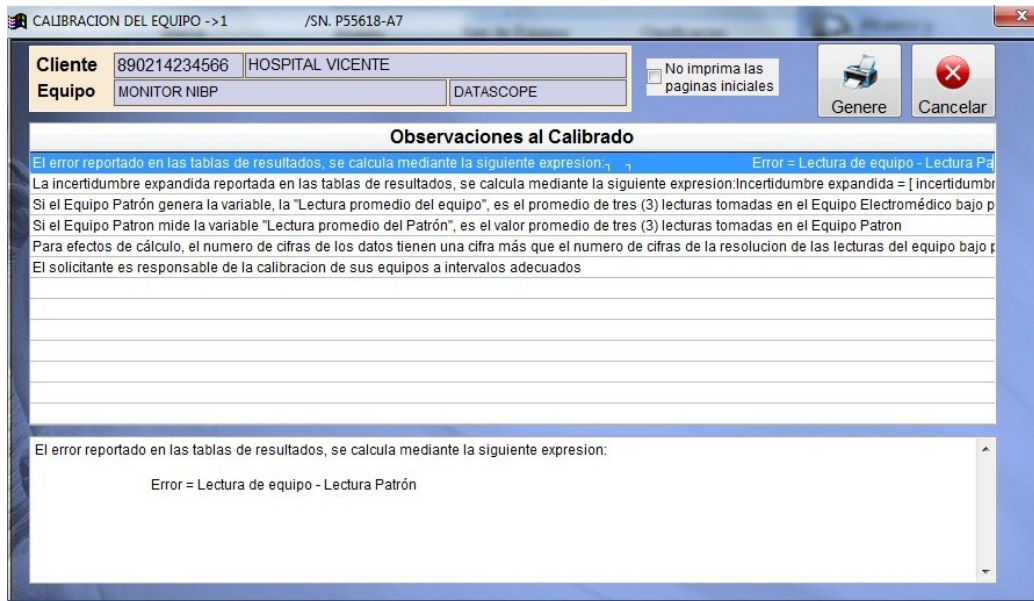 CALIBRACION DEL EQUIPO ->1 /SN. P55618-A7
Cliente 890214234566 HOSPITAL VICENTE
Equipo MONITOR NIBP DATASCOPE
No imprima las
paginas iniciales
Genere
Cancelar
Observaciones al Calibrado
El error reportado en las tablas de resultados, se calcula mediante la siguiente expresion:┐ ┐ Error = Lectura de equipo - Lectura Pa
La incertidumbre expandida reportada en las tablas de resultados, se calcula mediante la siguiente expresion:Incertidumbre expandida = [ incertidumbr
Si el Equipo Patrón genera la variable, la "Lectura promedio del equipo", es el promedio de tres (3) lecturas tomadas en el Equipo Electromédico bajo p
Si el Equipo Patron mide la variable "Lectura promedio del Patrón", es el valor promedio de tres (3) lecturas tomadas en el Equipo Patron
Para efectos de cálculo, el numero de cifras de los datos tienen una cifra más que el numero de cifras de la resolucion de las lecturas del equipo bajo p
El solicitante es responsable de la calibracion de sus equipos a intervalos adecuados
El error reportado en las tablas de resultados, se calcula mediante la siguiente expresion:
Error = Lectura de equipo - Lectura Patrón